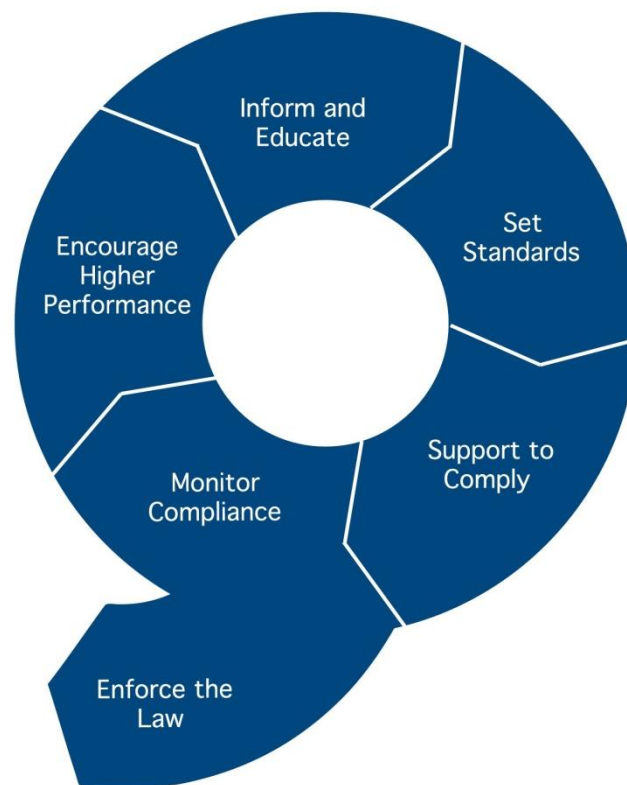 Inform and
Educate
Set
Standards
Support to
Comply
Monitor
Compliance
Encourage
Higher
Performance
Enforce the
Law